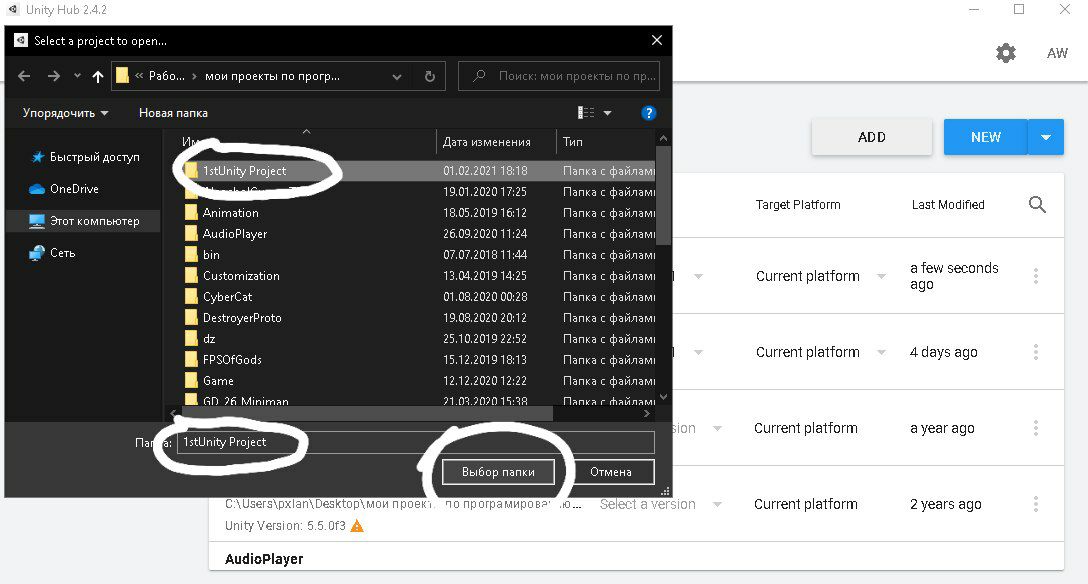 Unity Hub 2.4.2
Select a project to open...
« Рабо... › мои проекты по прогр...
Поиск: мои проекты по пр...
AW
Упорядочить
Новая папка
?
ADD
NEW
Дата изменения
Тип
Быстрый доступ
OneDrive
Этот компьютер
Сеть
1stUnity Project 01.02.2021 18:18 Папка с файлами
19.01.2020 17:25 Папка с файлами
Animation 18.05.2019 16:12 Папка с файлами
AudioPlayer 26.09.2020 11:24 Папка с файлами
bin 07.07.2018 11:44 Папка с файлами
Customization 13.04.2019 14:25 Папка с файлами
CyberCat 01.08.2020 00:28 Папка с файлами
DestroyerProto 19.08.2020 20:12 Папка с файлами
dz 25.10.2019 22:52 Папка с файлами
FPSOfGods 15.12.2019 18:13 Папка с файлами
Game 12.12.2020 12:22 Папка с файлами
GD_26_Miniman 21.03.2020 15:38 Папка с файлами
Папка: 1stUnity Project
Выбор папки
Отмена
Target Platform Last Modified
Current platform a few seconds
ago
Current platform 4 days ago
Current platform a year ago
C:\Users\pxlan\Desktop\мои проект по програмирова ю... Select a version Current platform 2 years ago
Unity Version: 5.5.0f3
AudioPlayer